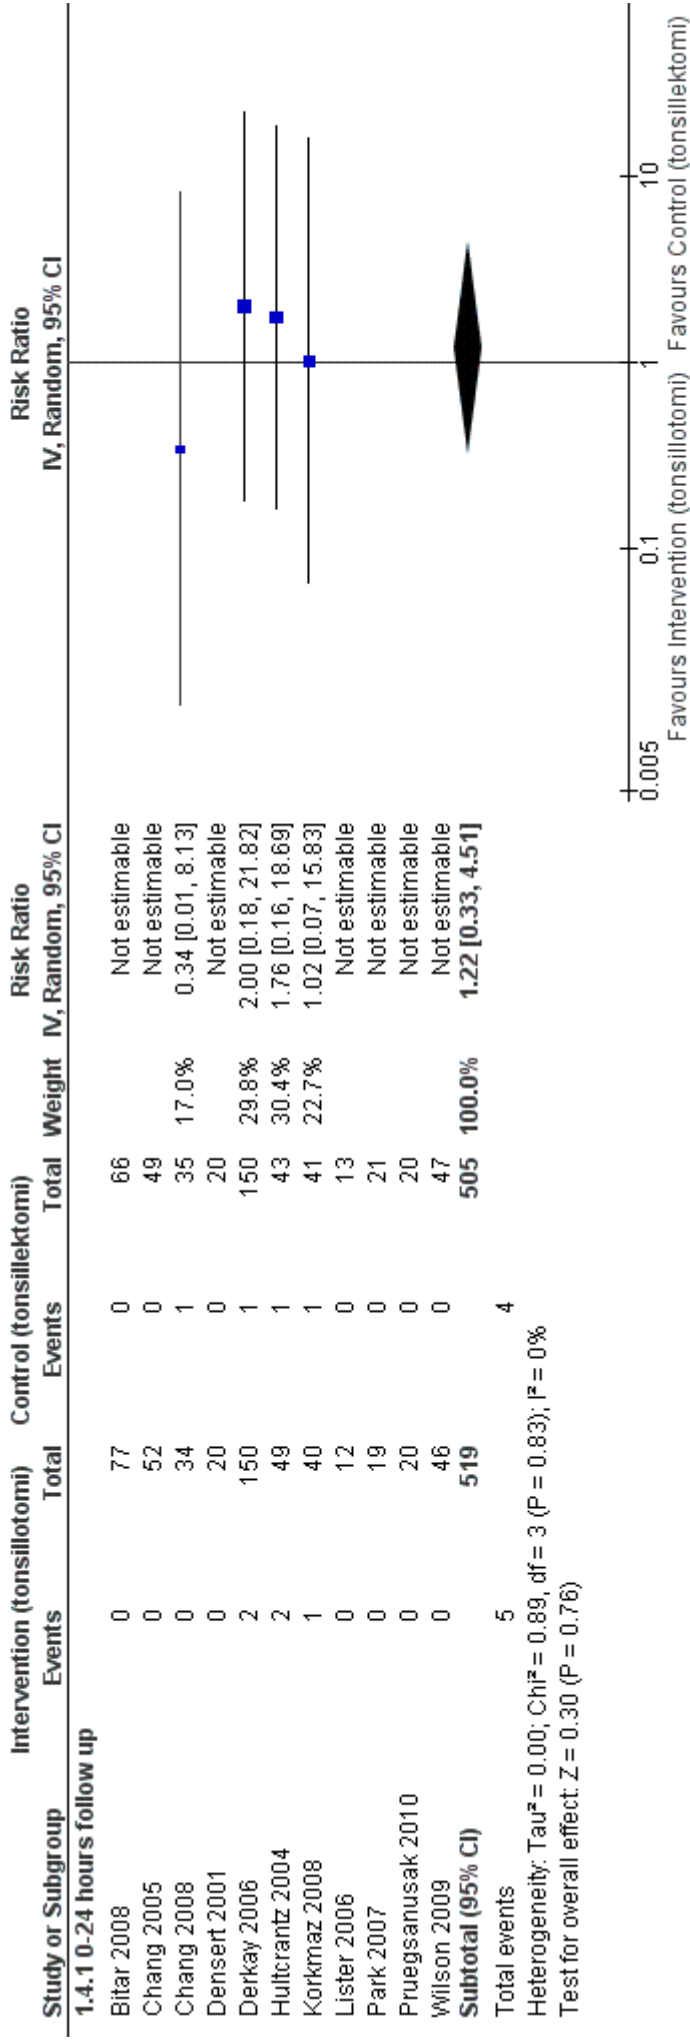 Intervention (tonsillotomi) Control (tonsillektomi) Risk Ratio Risk Ratio
Study or Subgroup Events Total Events Total Weight IV, Random, 95% CI IV, Random, 95% CI
1.4.1 0-24 hours follow up
Bitar 2008 0 77 0 66 Not estimable
Chang 2005 0 52 0 49 Not estimable
Chang 2008 0 34 1 35 17.0% 0.34 [0.01, 8.13]
Densert 2001 0 20 0 20 Not estimable
Derkay 2006 2 150 1 150 29.8% 2.00 [0.18, 21.82]
Hultcrantz 2004 2 49 1 43 30.4% 1.76 [0.16, 18.69]
Korkmaz 2008 1 40 1 41 22.7% 1.02 [0.07, 15.83]
Lister 2006 0 12 0 13 Not estimable
Park 2007 0 19 0 21 Not estimable
Pruegsanusak 2010 0 20 0 20 Not estimable
Wilson 2009 0 46 0 47 Not estimable
Subtotal (95% CI) 519 505 100.0% 1.22 [0.33, 4.51]
Total events 5 4
Heterogeneity: Tau² = 0.00; Chi² = 0.89, df = 3 (P = 0.83); I² = 0%
Test for overall effect: Z = 0.30 (P = 0.76)
0.005 0.1 1 10
Favours Intervention (tonsillotomi) Favours Control (tonsillektomi)